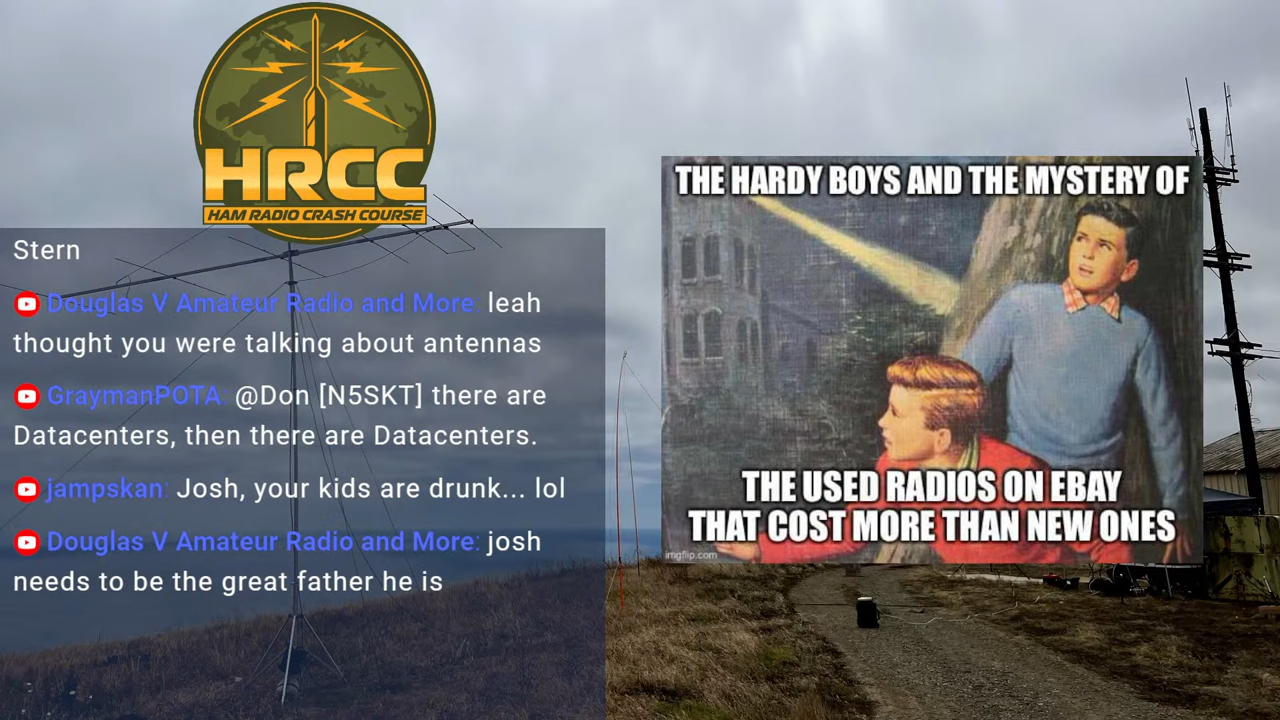 HRCC
HAM RADIO CRASH COURSE
Stern
Douglas V Amateur Radio and More: leah
thought you were talking about antennas
GraymanPOTA: @Don [N5SKT] there are
Datacenters, then there are Datacenters.
jampskan: Josh, your kids are drunk... lol
Douglas V Amateur Radio and More: josh
needs to be the great father he is
THE HARDY BOYS AND THE MYSTERY OF
THE USED RADIOS ON EBAY
THAT COST MORE THAN NEW ONES
imgflip.com